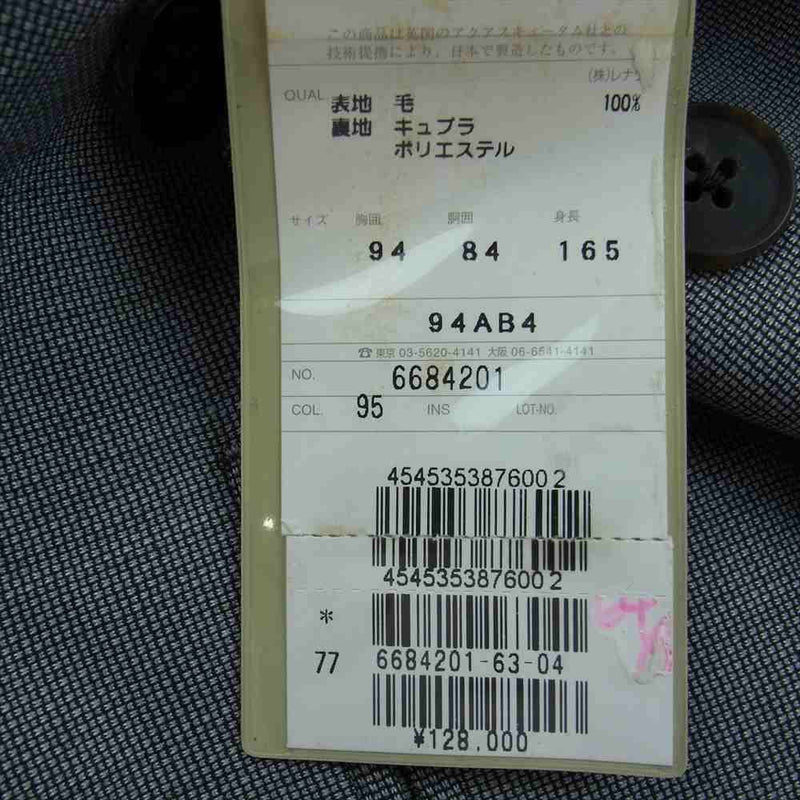 この商品は英国のアクアスキュータム社との
技術提携により、日本で製造したものです。
(株)レナウ
QUAL 表地 毛 100%
裏地 キュプラ
ポリエステル
サイズ 胸囲 胴囲 身長
94 84 165
94AB4
☎東京 03-5620-4141 大阪 06-6541-4141
NO. 6684201
COL. 95 INS LOT-NO.
454535387600 2
454535387600 2
*
77 6684201-63-04
¥128,000